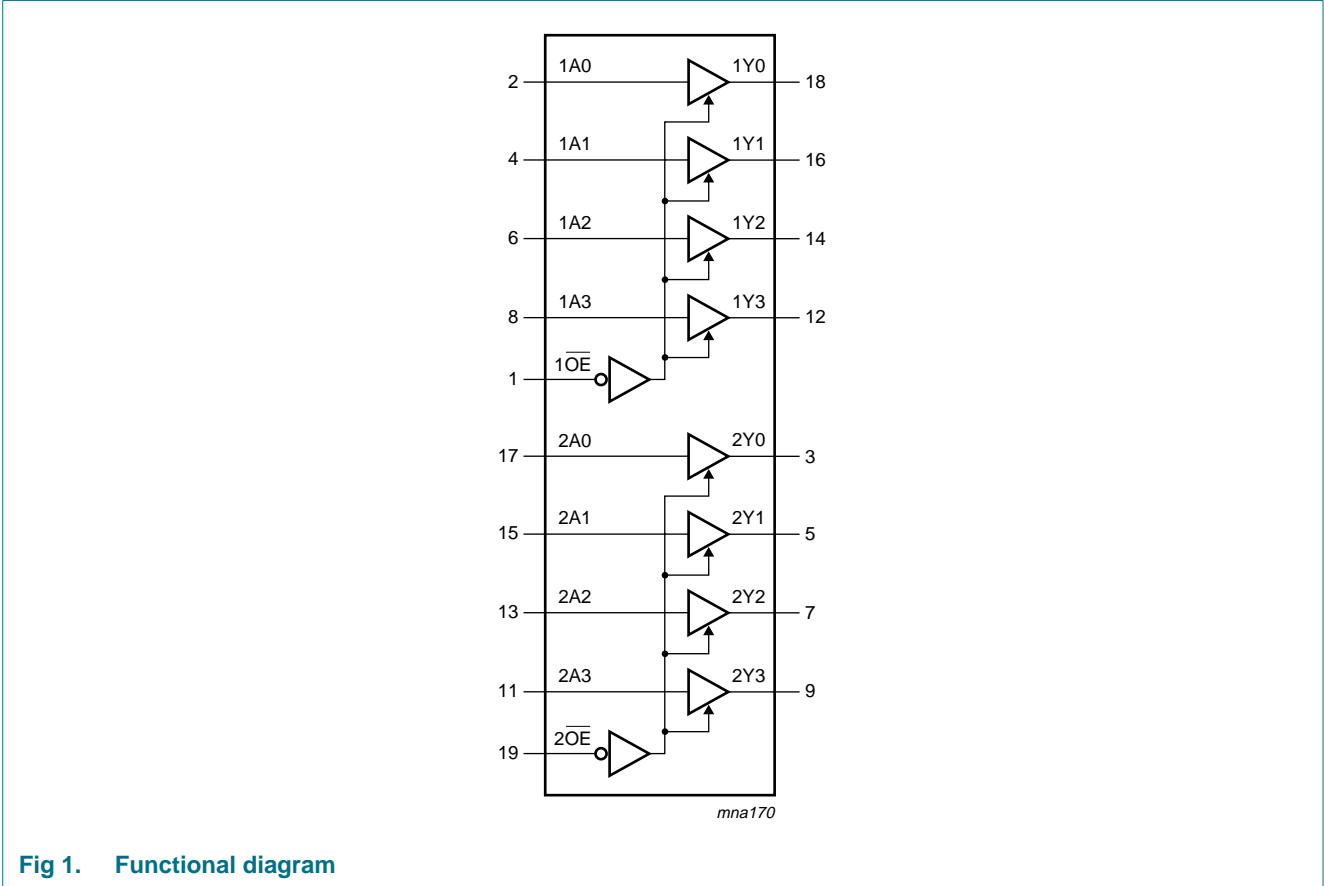 2 1A0 1Y0 18
4 1A1 1Y1 16
6 1A2 1Y2 14
8 1A3 1Y3 12
1 1O̅E̅
17 2A0 2Y0 3
15 2A1 2Y1 5
13 2A2 2Y2 7
11 2A3 2Y3 9
19 2O̅E̅
mna170
Fig 1. Functional diagram